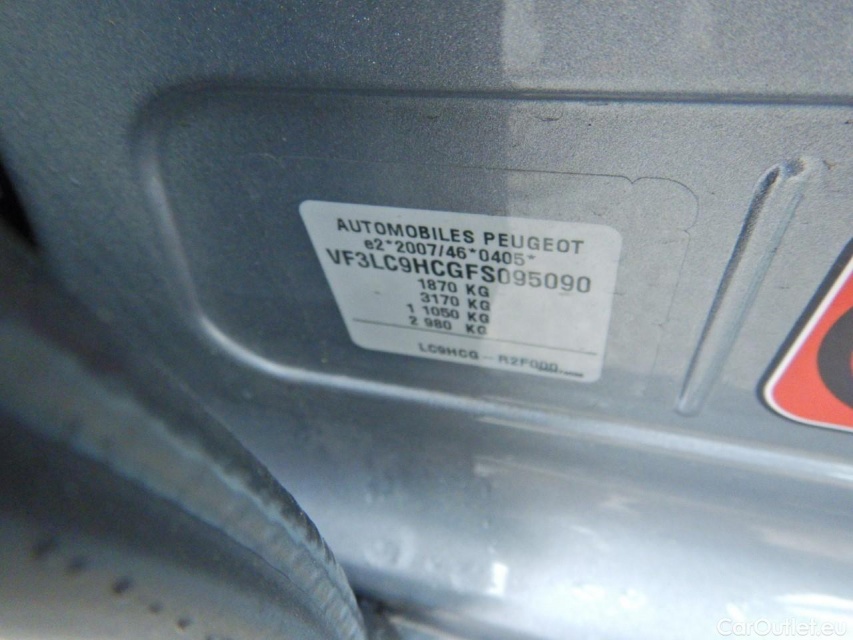 AUTOMOBILES PEUGEOT
e2*2007/46*0405*
VF3LC9HCGFS095090
1870 KG
3170 KG
1 1050 KG
2 980 KG
LC9HCG - R2F000
CarOutlet.eu